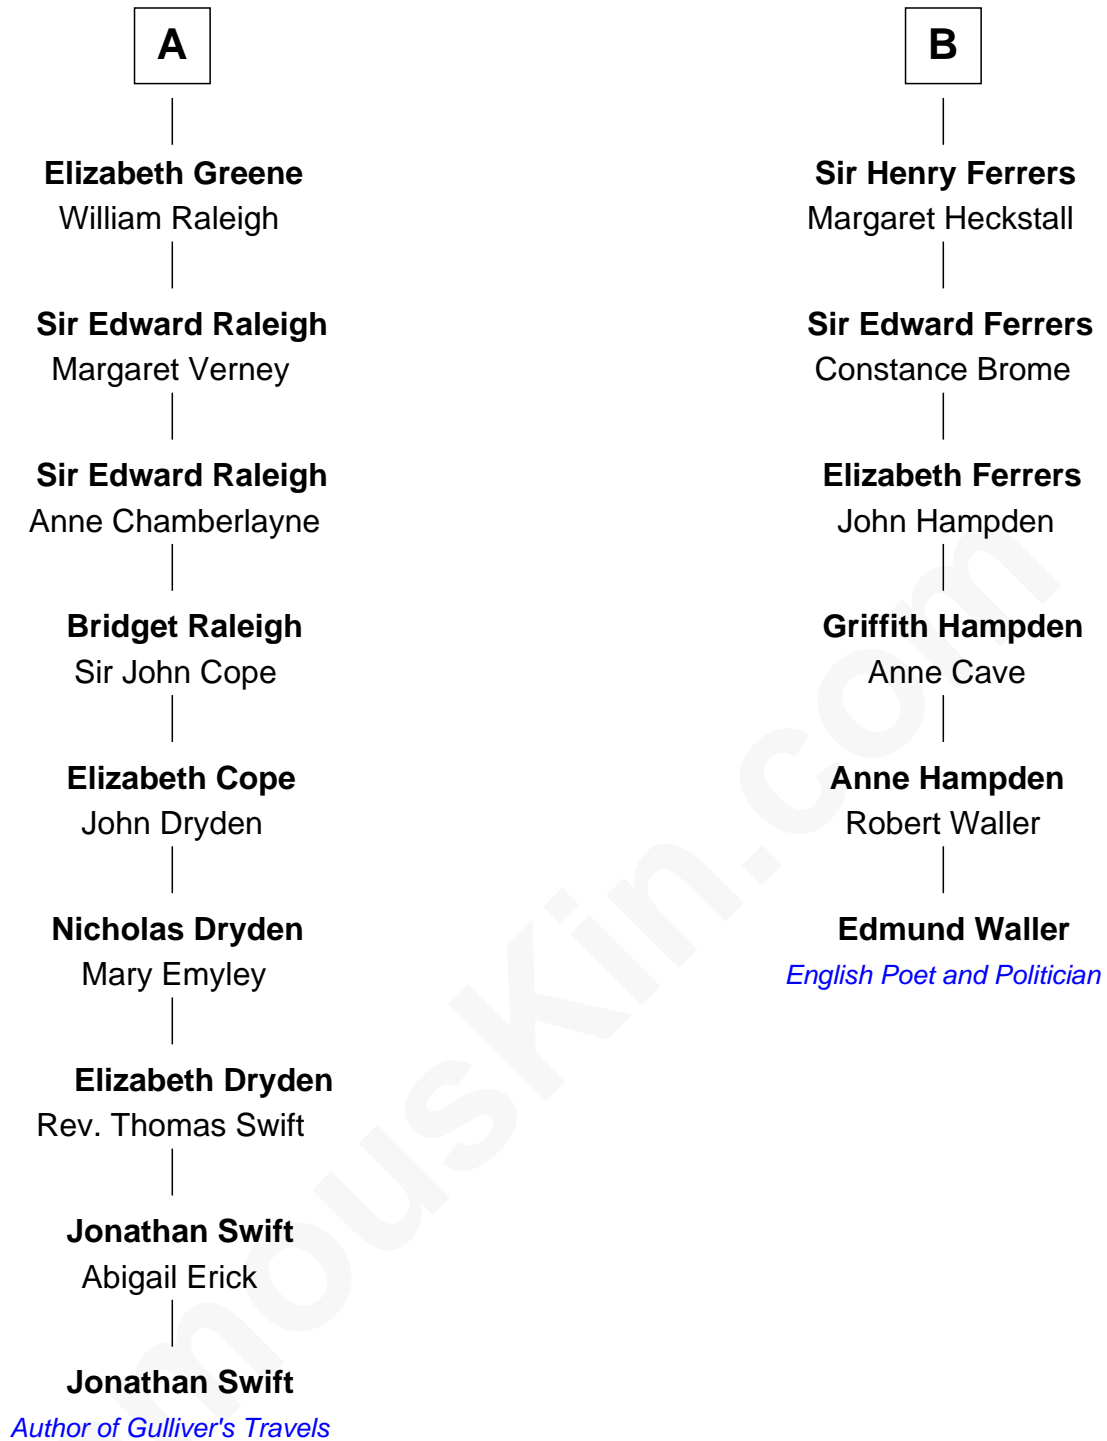 A
Elizabeth Greene
William Raleigh
Sir Edward Raleigh
Margaret Verney
Sir Edward Raleigh
Anne Chamberlayne
Bridget Raleigh
Sir John Cope
Elizabeth Cope
John Dryden
Nicholas Dryden
Mary Emyley
Elizabeth Dryden
Rev. Thomas Swift
Jonathan Swift
Abigail Erick
Jonathan Swift
Author of Gulliver's Travels
B
Sir Henry Ferrers
Margaret Heckstall
Sir Edward Ferrers
Constance Brome
Elizabeth Ferrers
John Hampden
Griffith Hampden
Anne Cave
Anne Hampden
Robert Waller
Edmund Waller
English Poet and Politician
mouskin.com